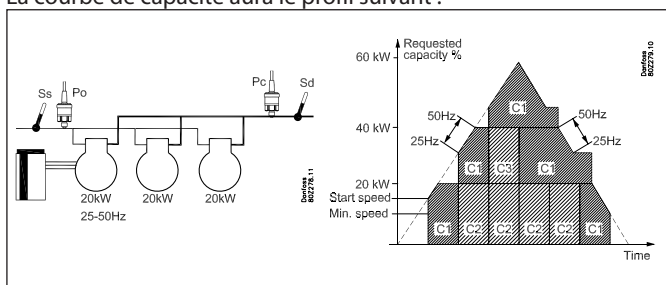 La courbe de capacité aura le profil suivant :
Ss
Po
Pc
Sd
20kW
20kW
20kW
25-50Hz
Danfoss
80Z278.11
Requested
capacity %
60 kW
40 kW
20 kW
Start speed
Min. speed
50Hz
25Hz
50Hz
25Hz
C1
C1
C3
C1
C1
C2
C2
C2
C2
C1
Time
Danfoss
80Z279.10